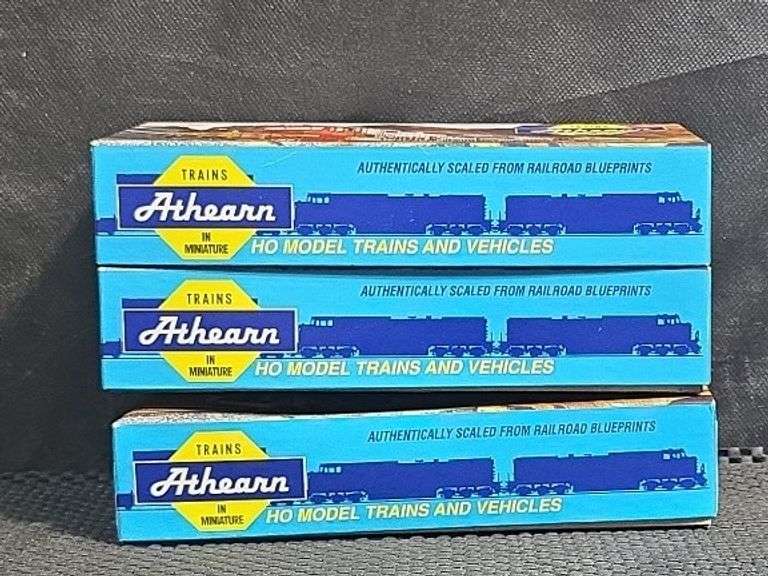 AUTHENTICALLY SCALED FROM RAILROAD BLUEPRINTS
TRAINS
Athearn
IN
MINIATURE
HO MODEL TRAINS AND VEHICLES
AUTHENTICALLY SCALED FROM RAILROAD BLUEPRINTS
TRAINS
Athearn
IN
MINIATURE
HO MODEL TRAINS AND VEHICLES
AUTHENTICALLY SCALED FROM RAILROAD BLUEPRINTS
TRAINS
Athearn
IN
MINIATURE
HO MODEL TRAINS AND VEHICLES